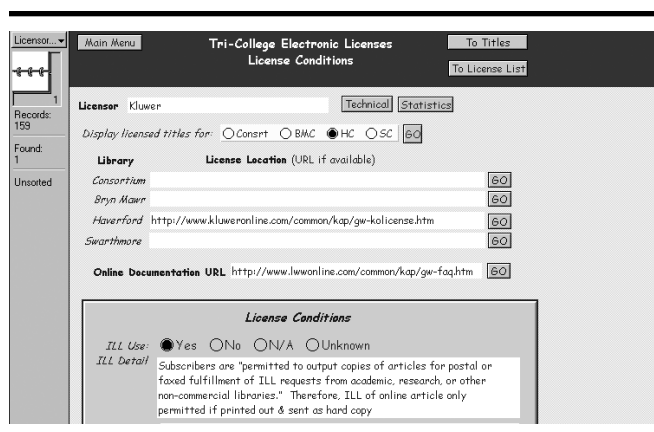 Licensor...
Main Menu
Tri-College Electronic Licenses
License Conditions
To Titles
To License List
1
Records:
159
Found:
1
Unsorted
Licensor Kluwer
Technical Statistics
Display licensed titles for: Consrt BMC HC SC GO
Library License Location (URL if available)
Consortium GO
Bryn Mawr GO
Haverford http://www.kluweronline.com/common/kap/gw-kolicense.htm GO
Swarthmore GO
Online Documentation URL http://www.lwwonline.com/common/kap/gw-faq.htm GO
License Conditions
ILL Use: Yes No N/A Unknown
ILL Detail
Subscribers are "permitted to output copies of articles for postal or
faxed fulfillment of ILL requests from academic, research, or other
non-commercial libraries." Therefore, ILL of online article only
permitted if printed out & sent as hard copy